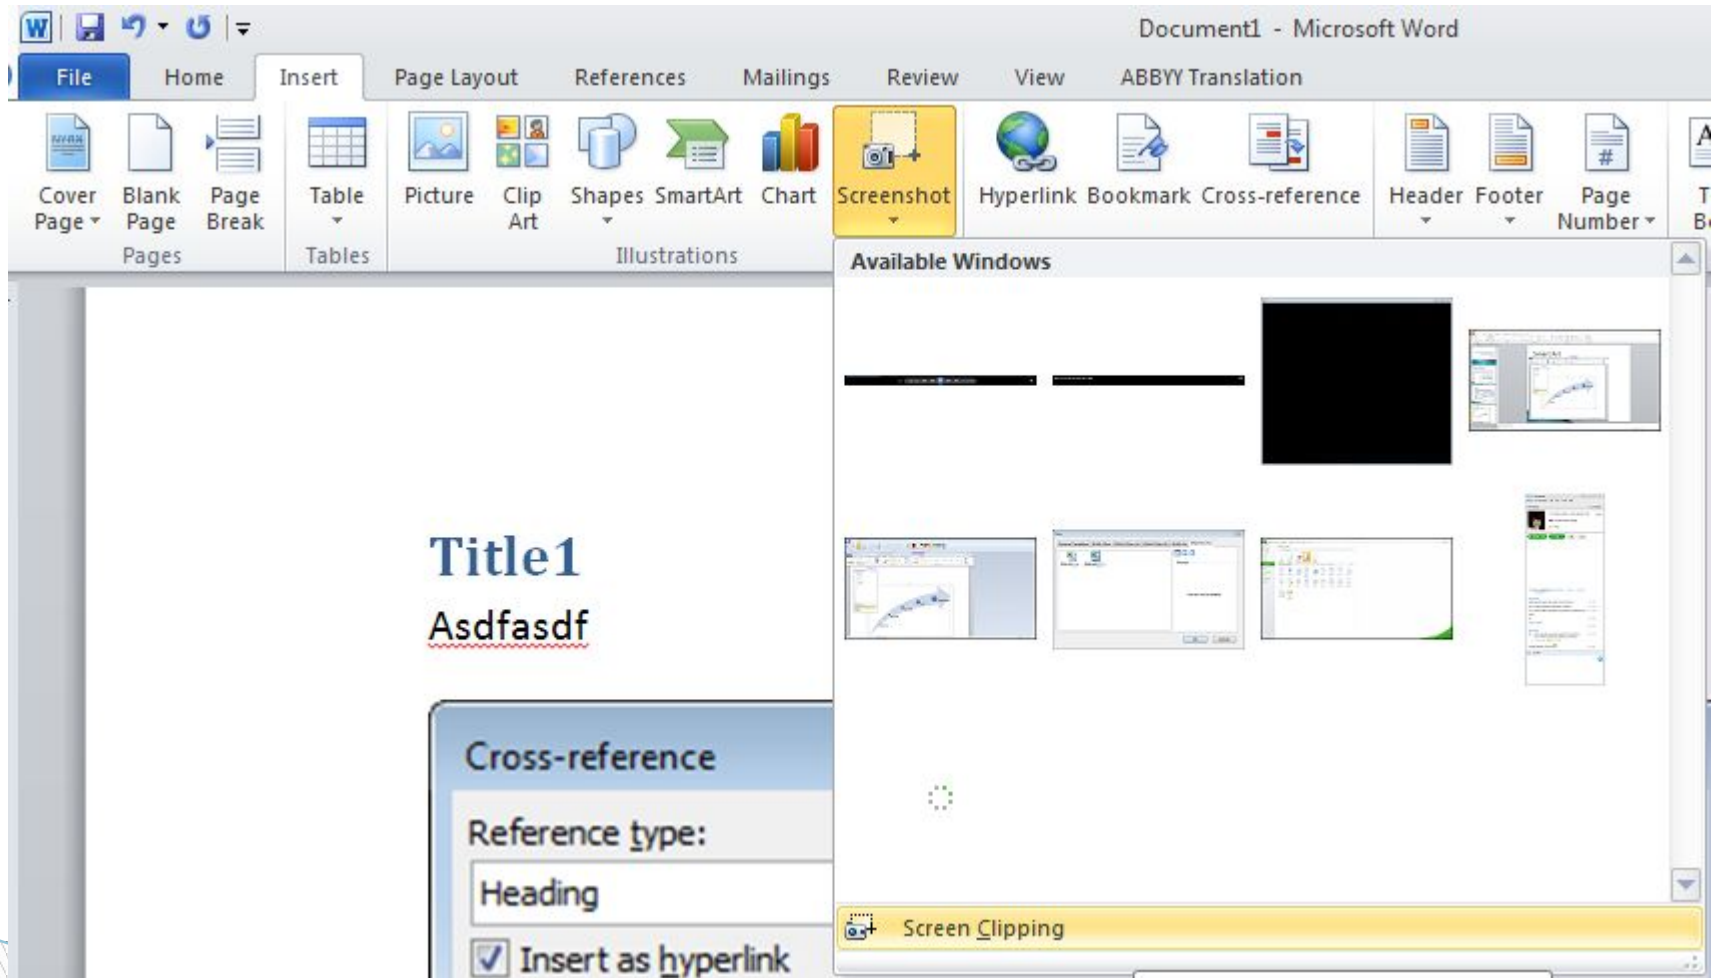 Document1 - Microsoft Word
File Home Insert Page Layout References Mailings Review View ABBYY Translation
Cover Page
Blank Page
Page Break
Table
Picture
Clip Art
Shapes
SmartArt
Chart
Screenshot
Hyperlink
Bookmark
Cross-reference
Header
Footer
Page Number
#
Pages
Tables
Illustrations
Available Windows
Title1
Asdfasdf
Cross-reference
Reference type:
Heading
Insert as hyperlink
Screen Clipping